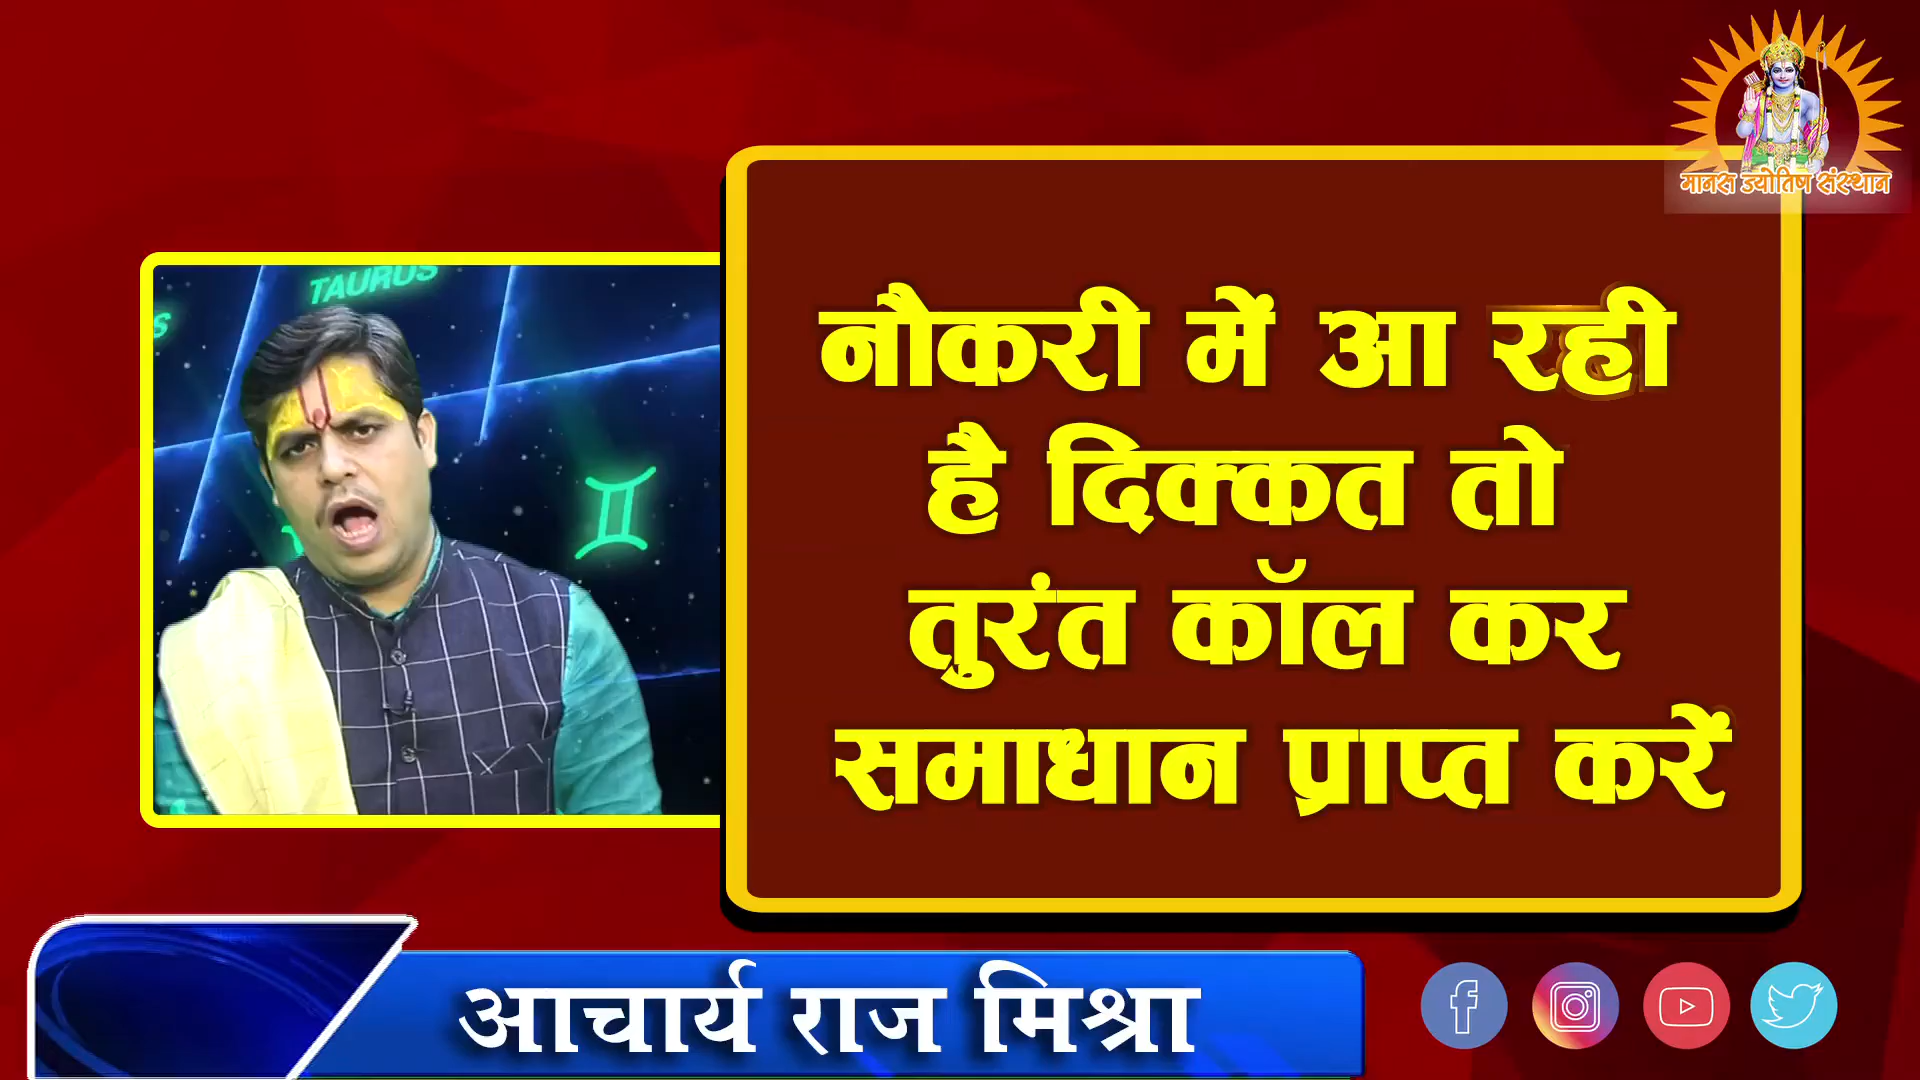 मानस ज्योतिष संस्थान
TAURUS
नौकरी में आ रही
है दिक्कत तो
तुरंत कॉल कर
समाधान प्राप्त करें
आचार्य राज मिश्रा